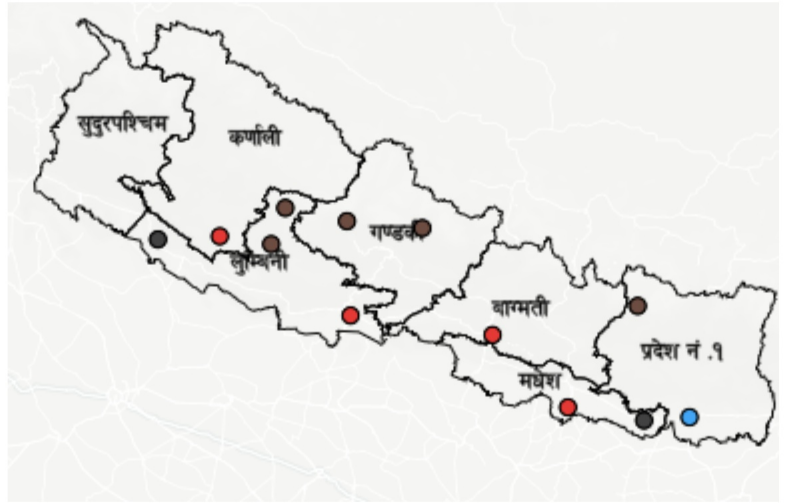 सुदुरपश्चिम
कर्णाली
गण्डकी
लुम्बिनी
बाग्मती
प्रदेश नं .१
मधेश